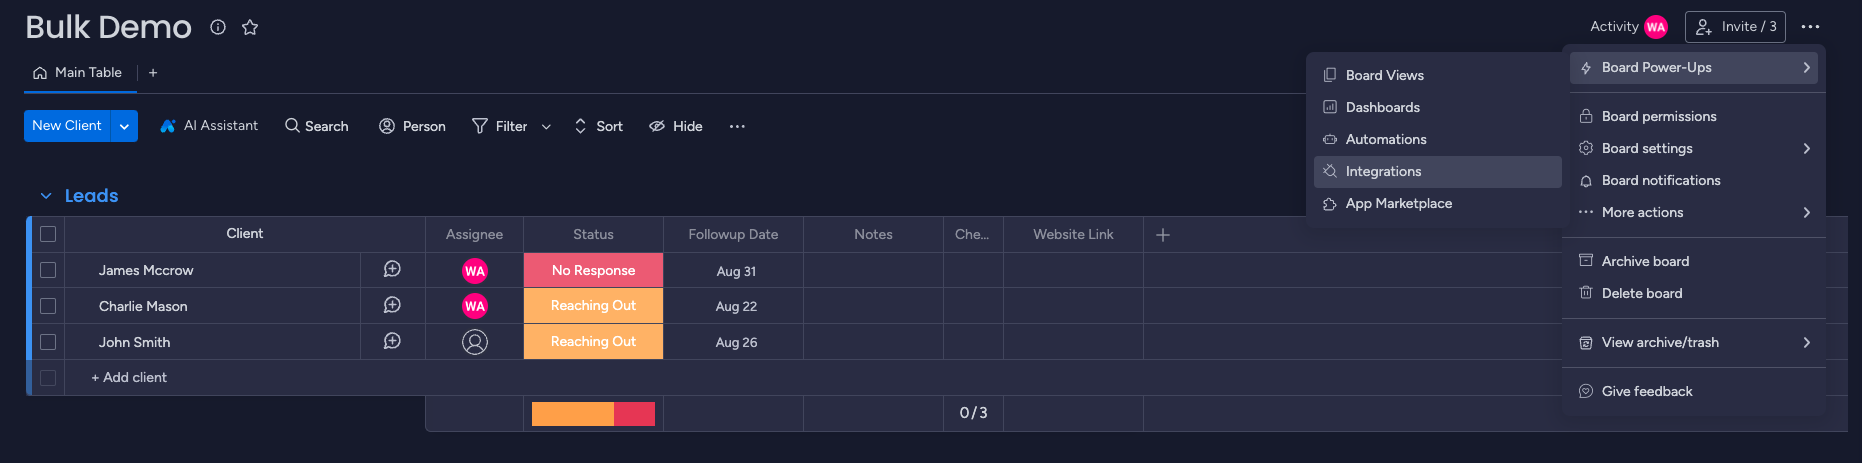 Bulk Demo
Activity WA Invite / 3
Main Table
New Client AI Assistant Search Person Filter Sort Hide
Board Power-Ups
Board permissions
Board settings
Board notifications
More actions
Archive board
Delete board
View archive/trash
Give feedback
Board Views
Dashboards
Automations
Integrations
App Marketplace
Leads
Client Assignee Status Followup Date Notes Che... Website Link
James Mccrow WA No Response Aug 31
Charlie Mason WA Reaching Out Aug 22
John Smith Reaching Out Aug 26
+ Add client
0 / 3